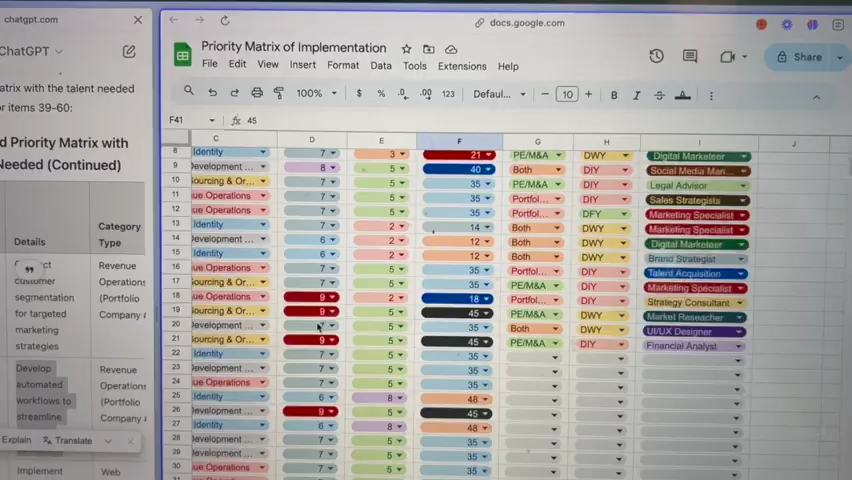 chatgpt.com
ChatGPT
atrix with the talent needed
or items 39-60:
d Priority Matrix with
Needed (Continued)
Details
Category
Type
customer
segmentation
for targeted
marketing
strategies
Revenue
Operations
(Portfolio
Company
Develop
automated
workflows to
streamline
Revenue
Operations
(Portfolio
Company
Explain Translate
Implement Web
docs.google.com
Priority Matrix of Implementation
File Edit View Insert Format Data Tools Extensions Help
Share
100% $ % .0 .00 123 Defaul... 10 B I S A
F41 fx 45
C D E F G H I J
8 Identity 7 3 21 PE/M&A DWY Digital Marketeer
9 evelopment ... 8 5 40 Both DIY Social Media Man...
10 Sourcing & Or... 7 5 35 PE/M&A DIY Legal Advisor
11 ue Operations 7 5 35 Portfol... DIY Sales Strategists
12 ue Operations 7 5 35 Portfol... DFY Marketing Specialist
13 Identity 7 2 14 Both DWY Marketing Specialist
14 evelopment ... 6 2 12 Both DWY Digital Marketeer
15 Identity 6 2 12 Both DIY Brand Strategist
16 ue Operations 7 5 35 Portfol... DIY Talent Acquisition
17 Sourcing & Or... 7 5 35 PE/M&A DIY Marketing Specialist
18 ue Operations 9 2 18 Portfol... DIY Strategy Consultant
19 Sourcing & Or... 9 5 45 PE/M&A DWY Market Reseacher
20 Development ... 5 35 Both DWY UI/UX Designer
21 Sourcing & Or... 9 5 45 PE/M&A DIY Financial Analyst
22 Identity 7 5 35
23 Development ... 7 5 35
24 ue Operations 7 5 35
25 Identity 6 8 48
26 Development ... 9 5 45
27 Identity 6 8 48
28 evelopment ... 7 5 35
29 evelopment ... 7 5 35
30 ue Operations 7 5 35